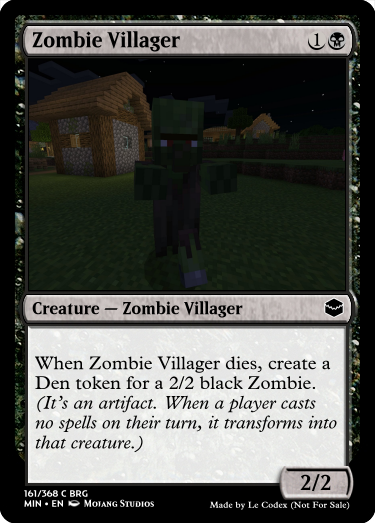 Zombie Villager 1
Creature — Zombie Villager
When Zombie Villager dies, create a
Den token for a 2/2 black Zombie.
(It's an artifact. When a player casts
no spells on their turn, it transforms into
that creature.)
2/2
161/368 C BRG
MIN • EN Mojang Studios
Made by Le Codex (Not For Sale)